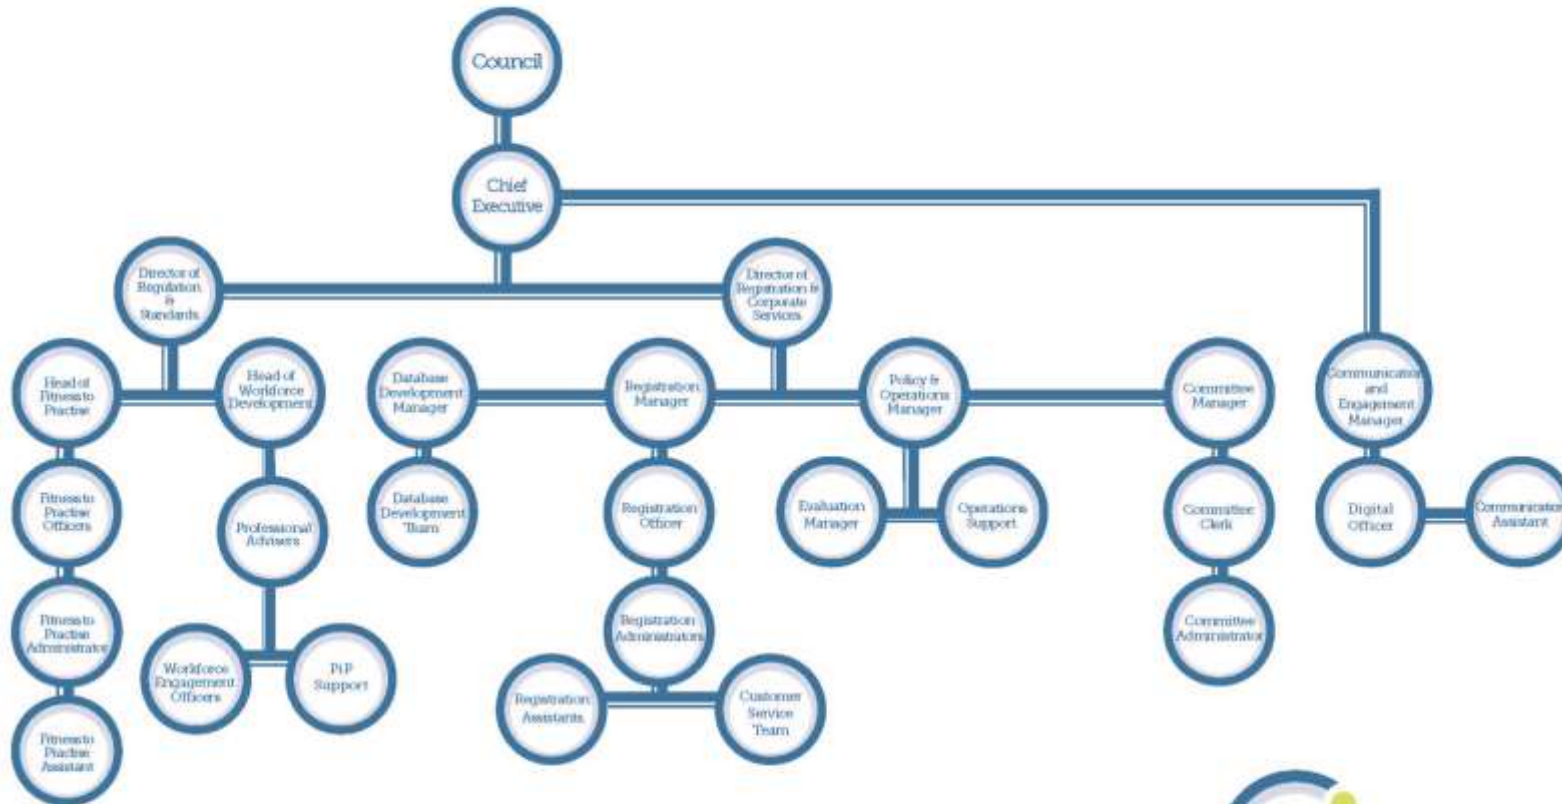 Council
Chief
Executive
Director of
Regulation
&
Standards
Director of
Registration &
Corporate
Services
Head of
Fitness to
Practise
Head of
Workforce
Development
Database
Development
Manager
Registration
Manager
Policy &
Operations
Manager
Committee
Manager
Communication
and
Engagement
Manager
Fitness to
Practise
Officers
Professional
Advisers
Database
Development
Team
Registration
Officer
Evaluation
Manager
Operations
Support
Committee
Clerk
Digital
Officer
Communication
Assistant
Fitness to
Practise
Administrator
Workforce
Engagement
Officers
PiP
Support
Registration
Administrators
Committee
Administrator
Registration
Assistants
Customer
Service
Team
Fitness to
Practise
Assistant